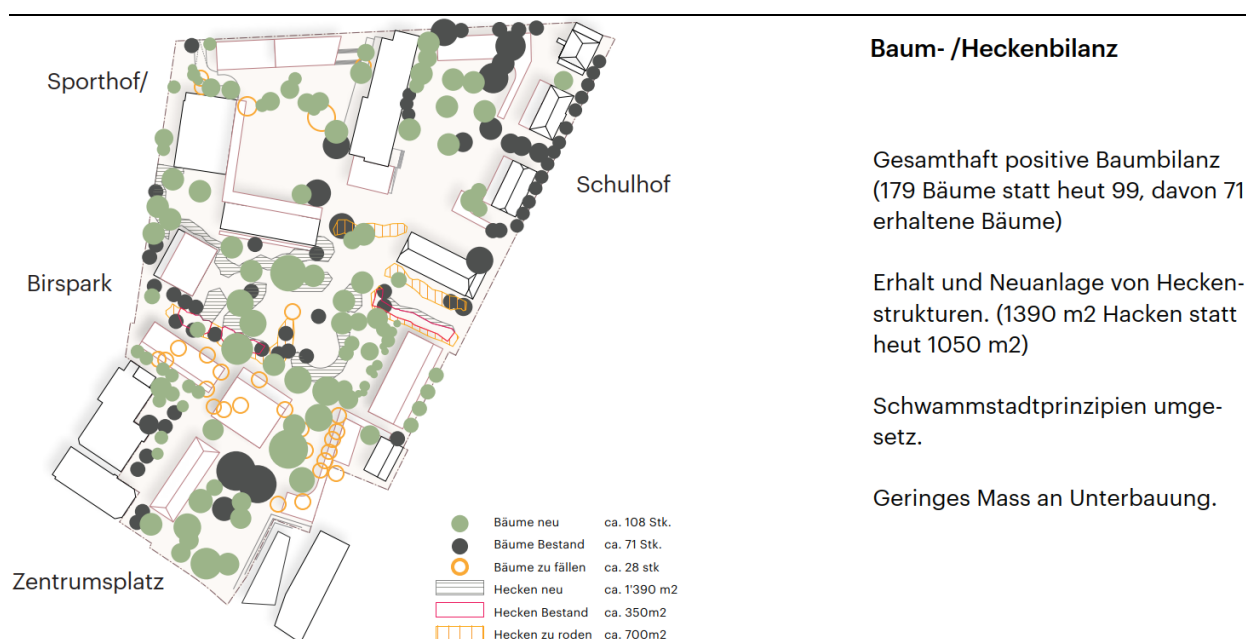 Baum- /Heckenbilanz
Sporthof/
Schulhof
Birspark
Zentrumsplatz
Gesamthaft positive Baumbilanz
(179 Bäume statt heut 99, davon 71
erhaltene Bäume)
Erhalt und Neuanlage von Hecken-
strukturen. (1390 m2 Hacken statt
heut 1050 m2)
Schwammstadtprinzipien umge-
setz.
Geringes Mass an Unterbauung.
Bäume neu ca. 108 Stk.
Bäume Bestand ca. 71 Stk.
Bäume zu fällen ca. 28 stk
Hecken neu ca. 1'390 m2
Hecken Bestand ca. 350m2
Hecken zu roden ca. 700m2